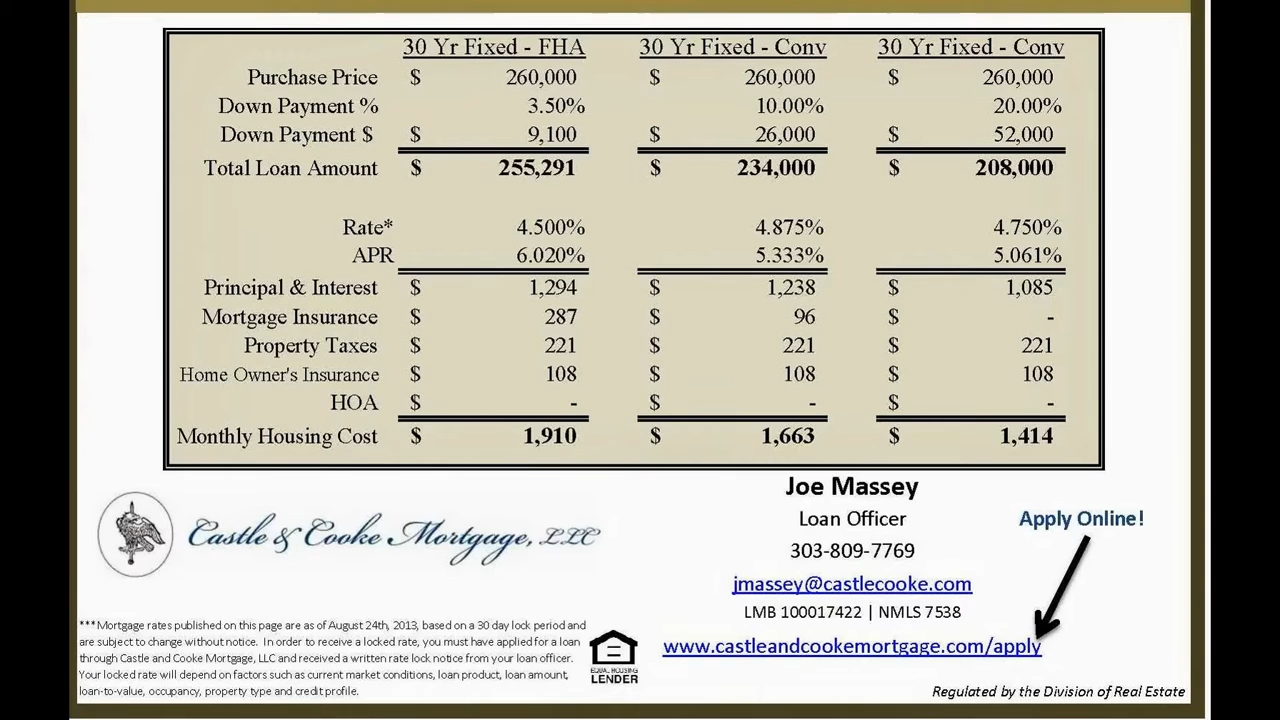 30 Yr Fixed - FHA 30 Yr Fixed - Conv 30 Yr Fixed - Conv
Purchase Price $ 260,000 $ 260,000 $ 260,000
Down Payment % 3.50% 10.00% 20.00%
Down Payment $ $ 9,100 $ 26,000 $ 52,000
Total Loan Amount $ 255,291 $ 234,000 $ 208,000
Rate* 4.500% 4.875% 4.750%
APR 6.020% 5.333% 5.061%
Principal & Interest $ 1,294 $ 1,238 $ 1,085
Mortgage Insurance $ 287 $ 96 $ -
Property Taxes $ 221 $ 221 $ 221
Home Owner's Insurance $ 108 $ 108 $ 108
HOA $ - $ - $ -
Monthly Housing Cost $ 1,910 $ 1,663 $ 1,414
Castle & Cooke Mortgage, LLC
Joe Massey
Loan Officer
303-809-7769
jmassey@castlecooke.com
LMB 100017422 | NMLS 7538
www.castleandcookemortgage.com/apply
Apply Online!
***Mortgage rates published on this page are as of August 24th, 2013, based on a 30 day lock period and
are subject to change without notice. In order to receive a locked rate, you must have applied for a loan
through Castle and Cooke Mortgage, LLC and received a written rate lock notice from your loan officer.
Your locked rate will ldepend on factors such as current market conditions, loan product, loan amount,
loan-to-value, occupancy, property type and credit profile.
EQUAL HOUSING
LENDER
Regulated by the Division of Real Estate